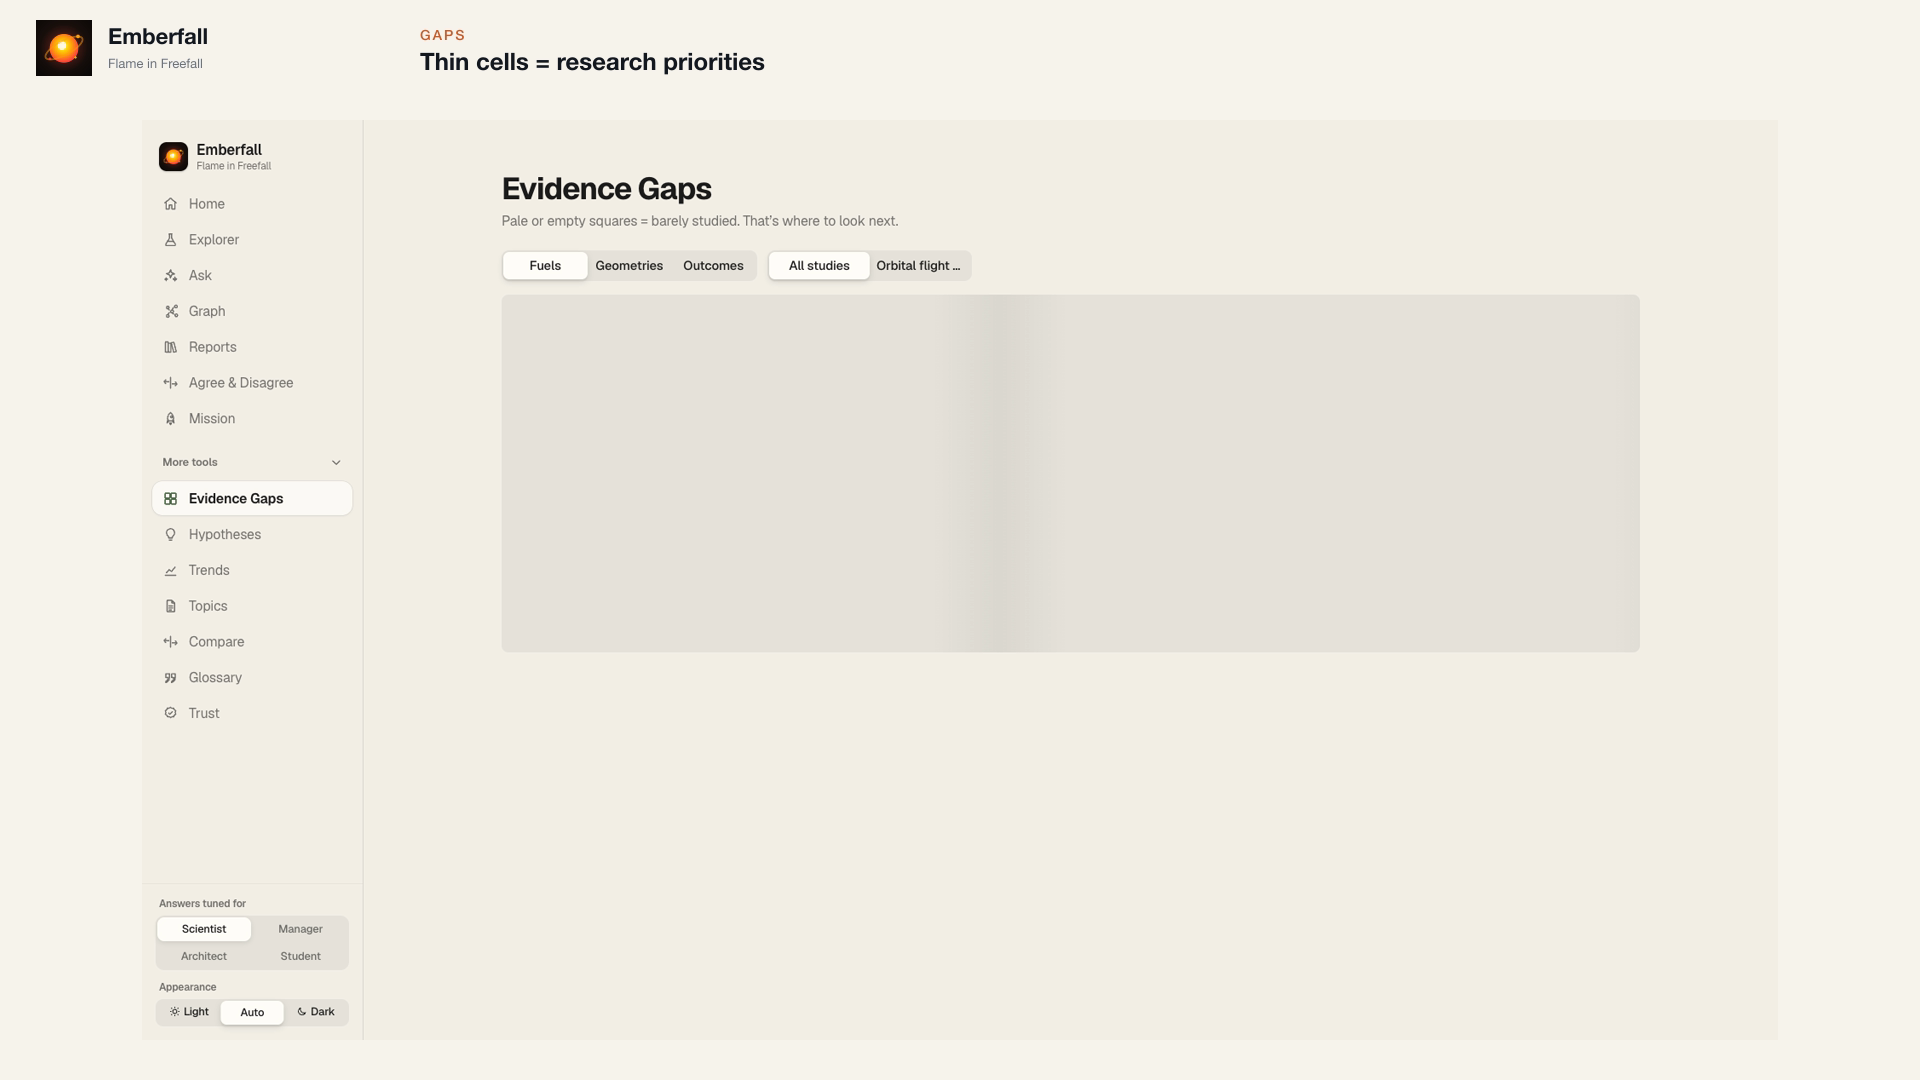 Emberfall
Flame in Freefall
GAPS
Thin cells = research priorities
Emberfall
Flame in Freefall
Home
Explorer
Ask
Graph
Reports
Agree & Disagree
Mission
More tools
Evidence Gaps
Hypotheses
Trends
Topics
Compare
Glossary
Trust
Answers tuned for
Scientist Manager
Architect Student
Appearance
Light Auto Dark
Evidence Gaps
Pale or empty squares = barely studied. That's where to look next.
Fuels Geometries Outcomes All studies Orbital flight ...